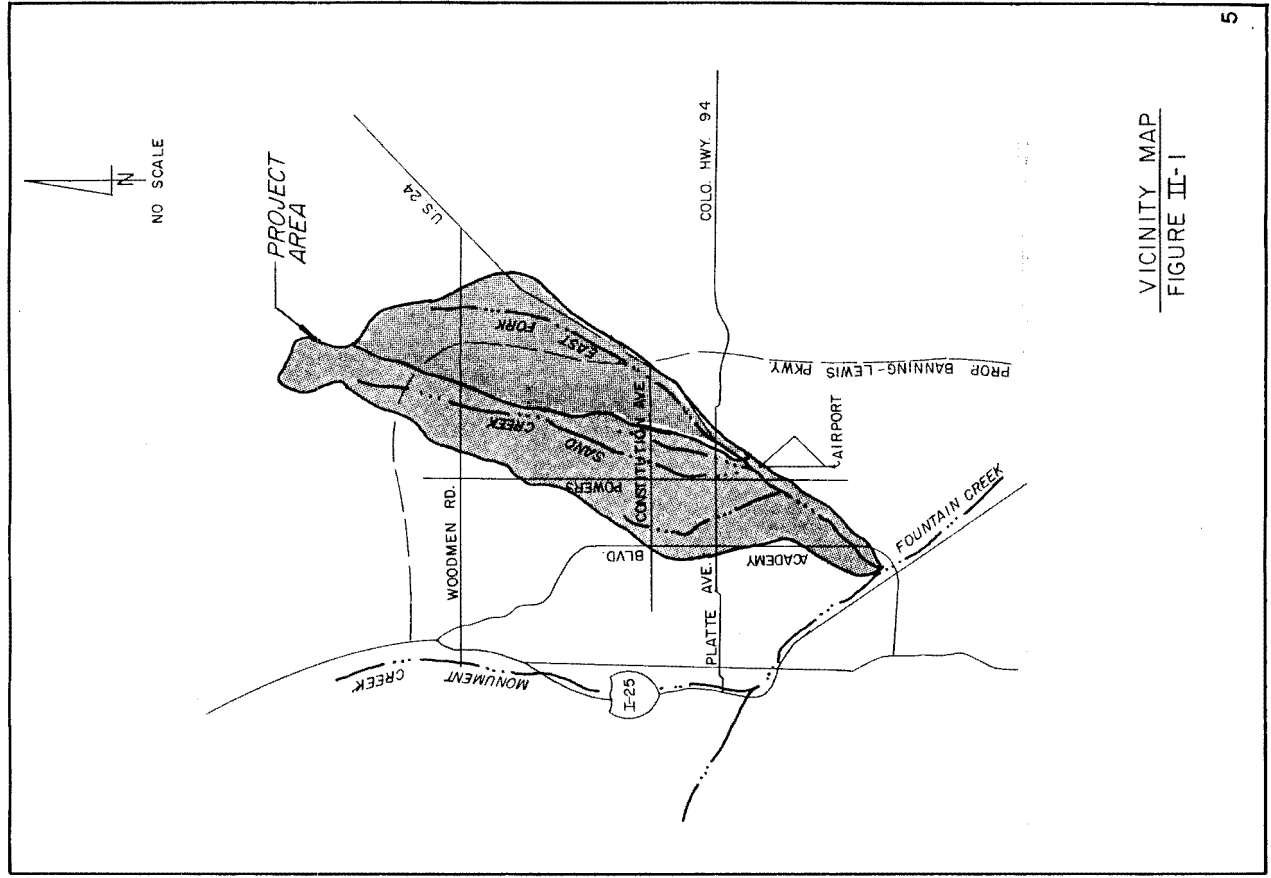 5
N
NO SCALE
PROJECT
AREA
U.S. 24
COLO. HWY. 94
EAST
FORK
SAND
CREEK
CONSTITUTION AVE.
POWERS
BLVD.
WOODMEN RD.
PLATTE AVE.
ACADEMY
PROP BANNING-LEWIS PKWY.
AIRPORT
FOUNTAIN CREEK
MONUMENT
CREEK
I-25
VICINITY MAP
FIGURE II-1